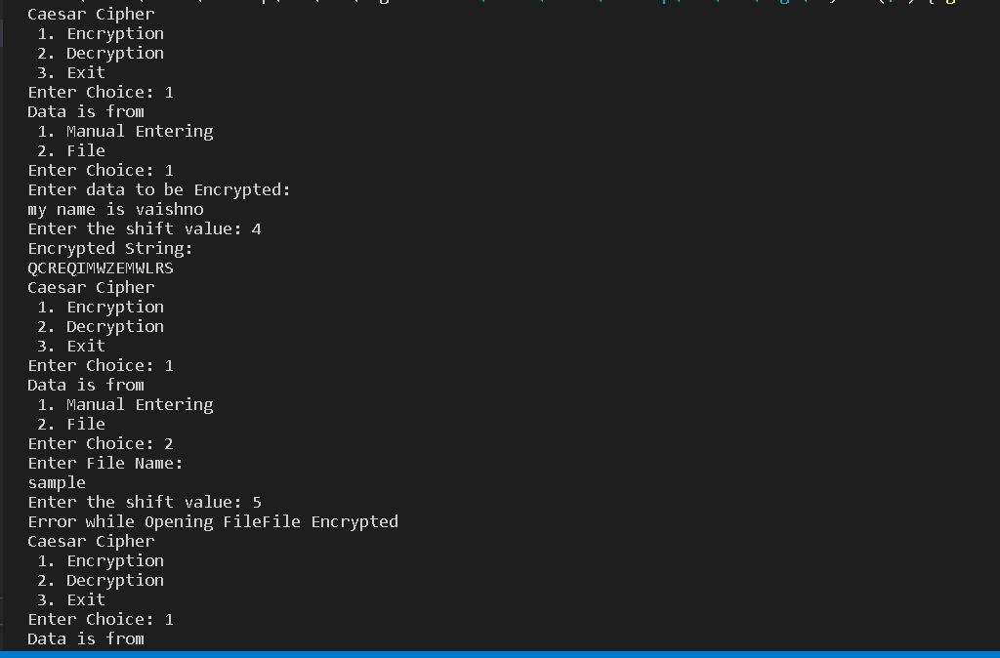 Caesar Cipher
 1. Encryption
 2. Decryption
 3. Exit
Enter Choice: 1
Data is from
 1. Manual Entering
 2. File
Enter Choice: 1
Enter data to be Encrypted:
my name is vaishno
Enter the shift value: 4
Encrypted String:
QCREQIMWZEMWLRS
Caesar Cipher
 1. Encryption
 2. Decryption
 3. Exit
Enter Choice: 1
Data is from
 1. Manual Entering
 2. File
Enter Choice: 2
Enter File Name:
sample
Enter the shift value: 5
Error while Opening FileFile Encrypted
Caesar Cipher
 1. Encryption
 2. Decryption
 3. Exit
Enter Choice: 1
Data is from